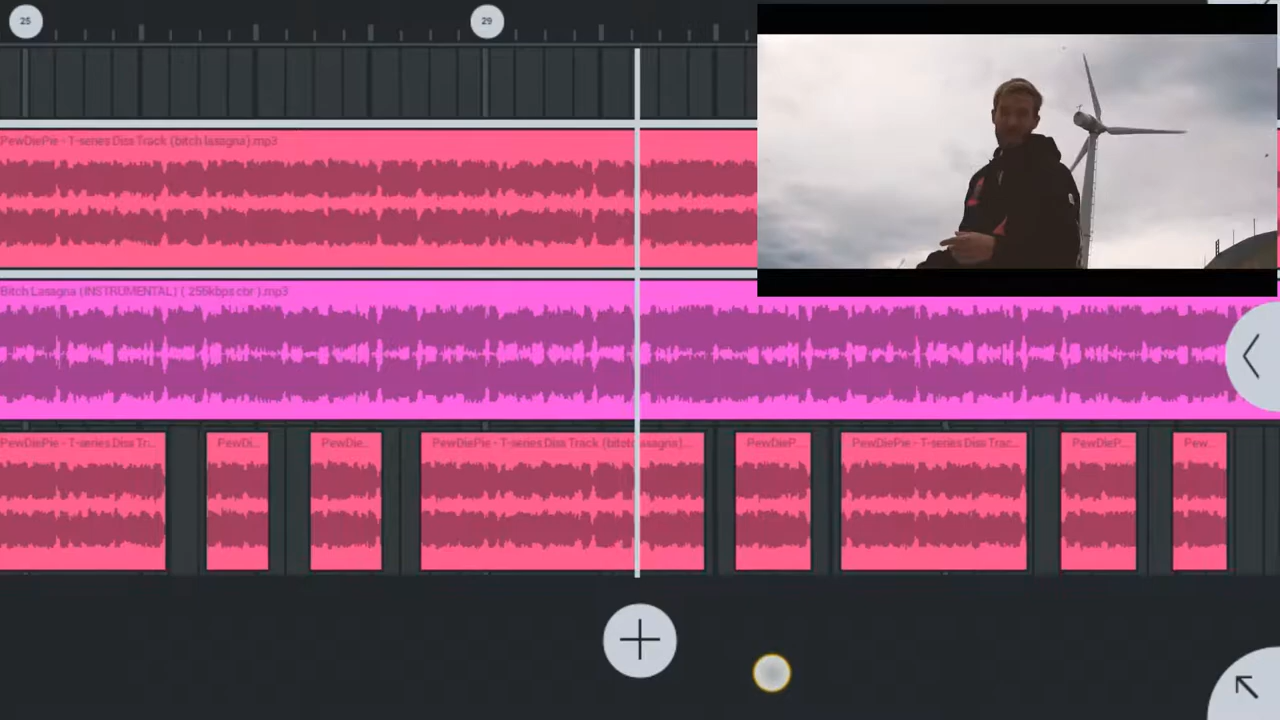 25
29
PewDiePie - T-series Diss Track (bitch lasagna).mp3
Bitch Lasagna (INSTRUMENTAL) ( 256kbps cbr ).mp3
PewDiePie - T-series Diss Tr...
PewDi...
PewDie...
PewDiePie - T-series Diss Track (bitch lasagna)....
PewDieP...
PewDiePie - T-series Diss Trac...
PewDieP...
Pew...